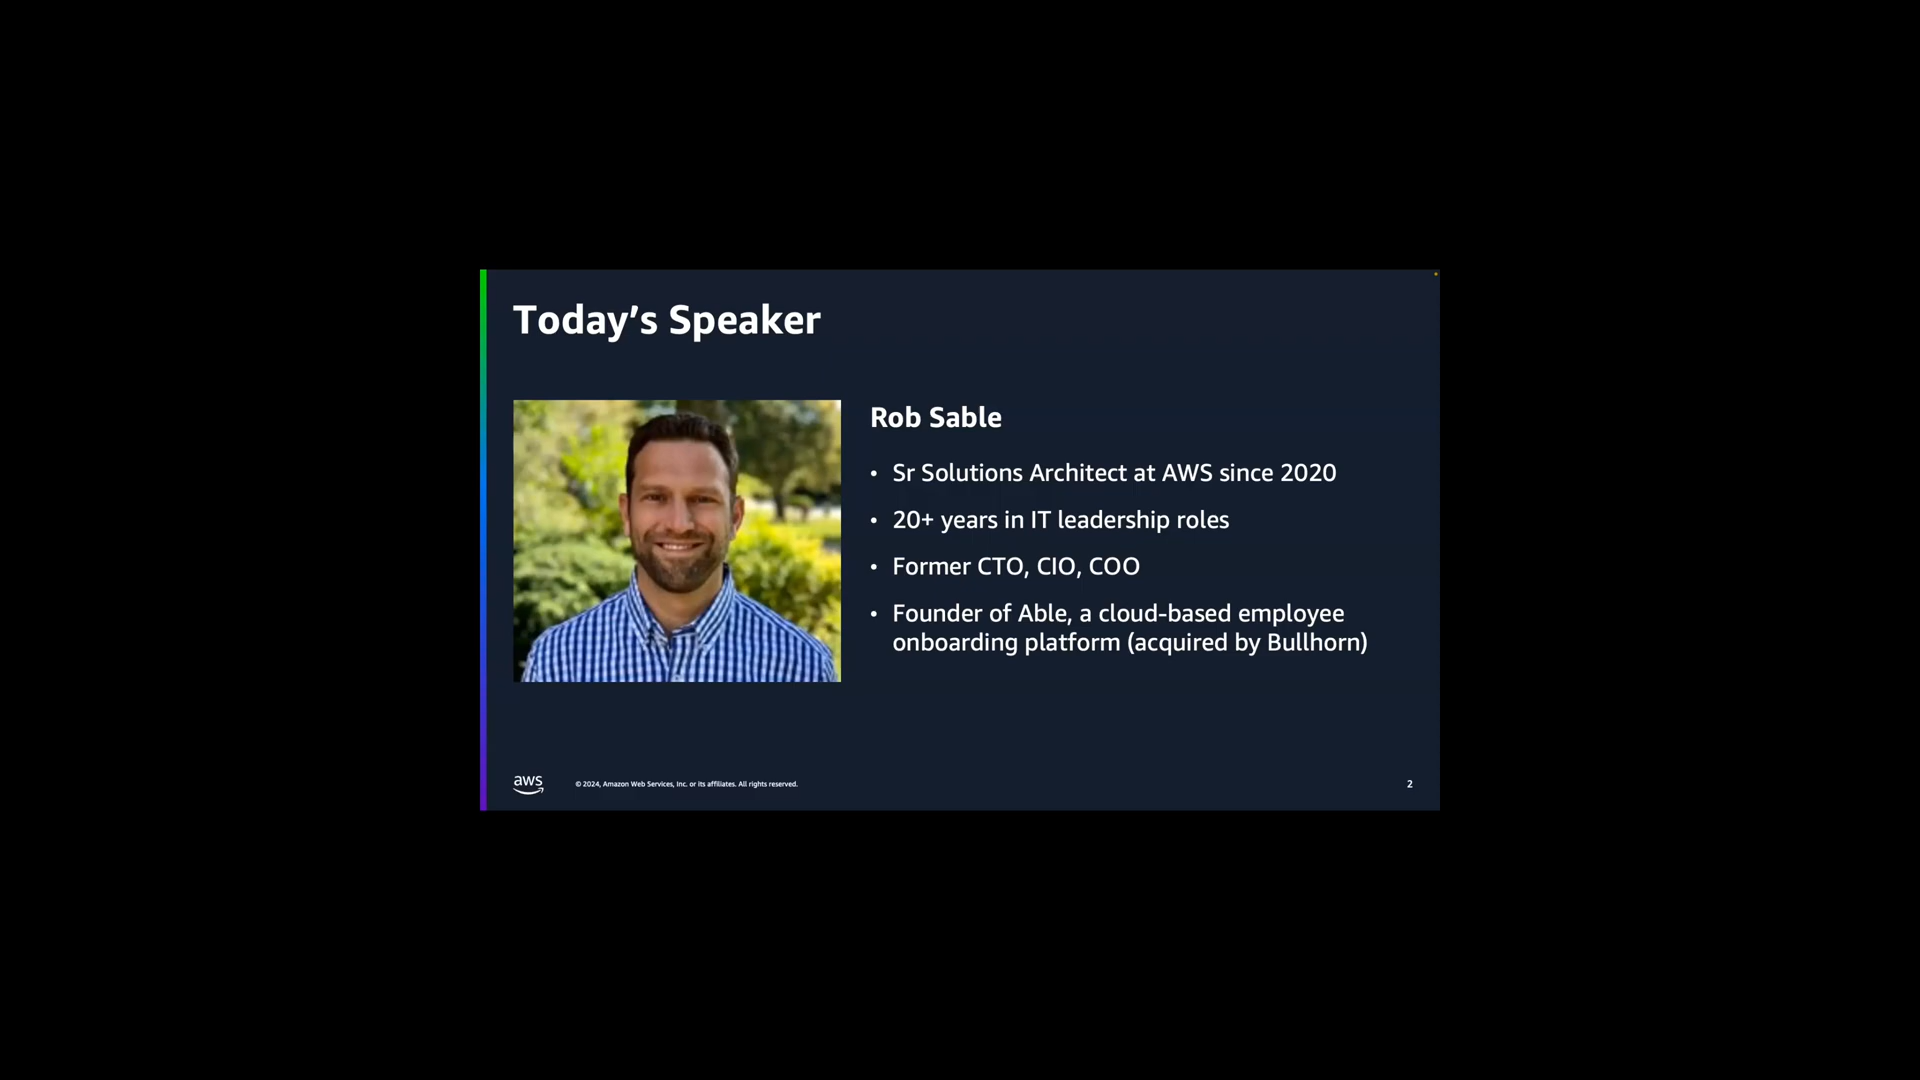 Today’s Speaker
Rob Sable
• Sr Solutions Architect at AWS since 2020
• 20+ years in IT leadership roles
• Former CTO, CIO, COO
• Founder of Able, a cloud-based employee
onboarding platform (acquired by Bullhorn)
aws
© 2024, Amazon Web Services, Inc. or its affiliates. All rights reserved.
2